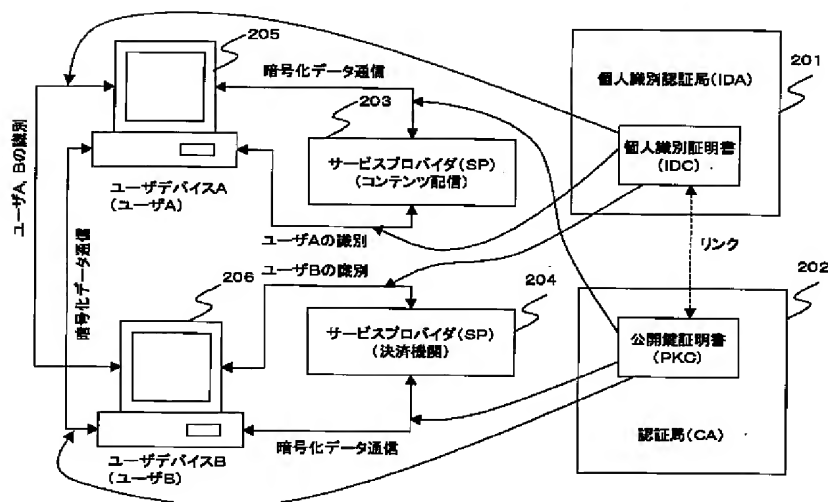 205
暗号化データ通信
203
サービスプロバイダ(SP)
(コンテンツ配信)
個人識別認証局(IDA)
201
個人識別証明書
(IDC)
ユーザA, Bの識別
ユーザデバイスA
(ユーザA)
ユーザAの識別
リンク
暗号化データ通信
ユーザBの識別
206
204
サービスプロバイダ(SP)
(決済機関)
202
公開鍵証明書
(PKC)
認証局(CA)
暗号化データ通信
ユーザデバイスB
(ユーザB)